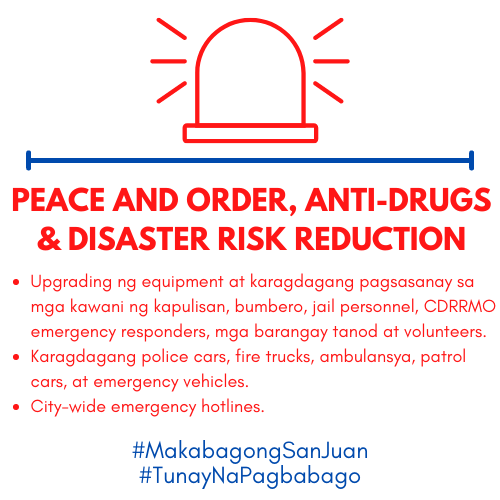 PEACE AND ORDER, ANTI-DRUGS
& DISASTER RISK REDUCTION
• Upgrading ng equipment at karagdagang pagsasanay sa
mga kawani ng kapulisan, bumbero, jail personnel, CDRRMO
emergency responders, mga barangay tanod at volunteers.
• Karagdagang police cars, fire trucks, ambulansya, patrol
cars, at emergency vehicles.
• City-wide emergency hotlines.
#MakabagongSanJuan
#TunayNaPagbabago